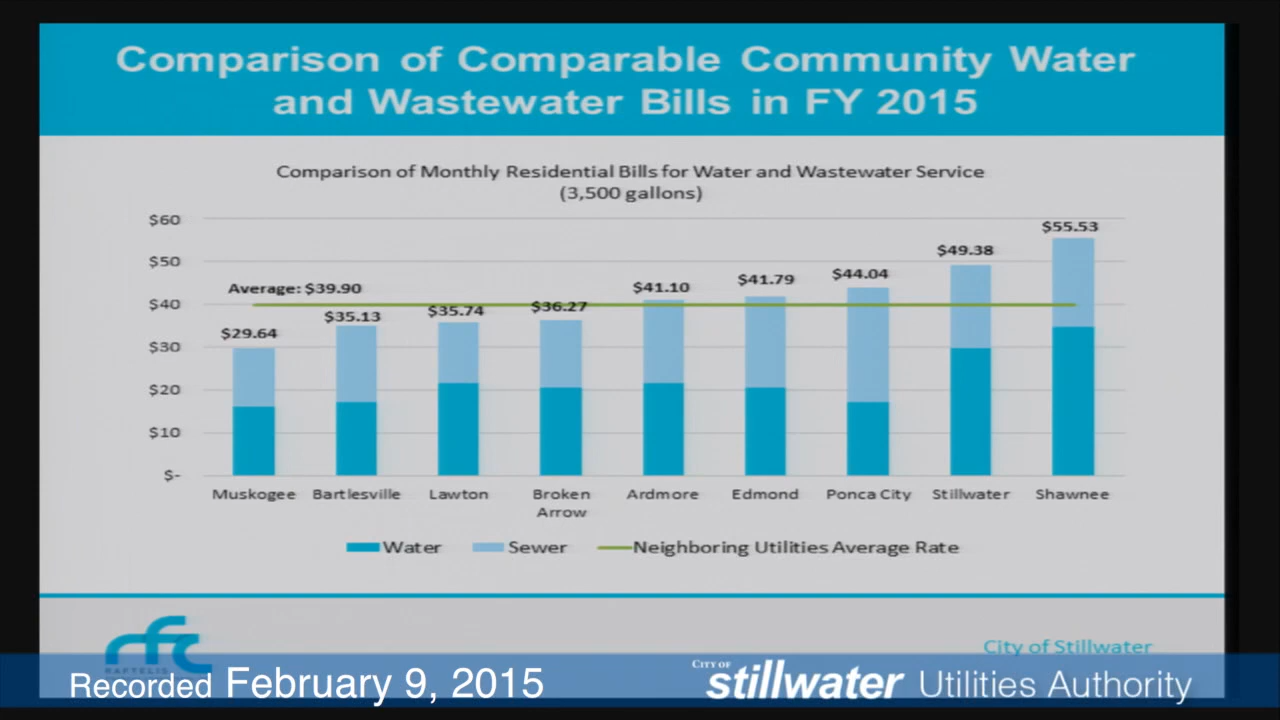 Comparison of Comparable Community Water
and Wastewater Bills in FY 2015
Comparison of Monthly Residential Bills for Water and Wastewater Service
(3,500 gallons)
$60
$50
$40
$30
$20
$10
$-
Average: $39.90
$29.64
$35.13
$35.74
$36.27
$41.10
$41.79
$44.04
$49.38
$55.53
Muskogee Bartlesville Lawton Broken Arrow Ardmore Edmond Ponca City Stillwater Shawnee
Water Sewer Neighboring Utilities Average Rate
rfc
RAFTELIS
City of Stillwater
Recorded February 9, 2015
CITY OF
stillwater Utilities Authority